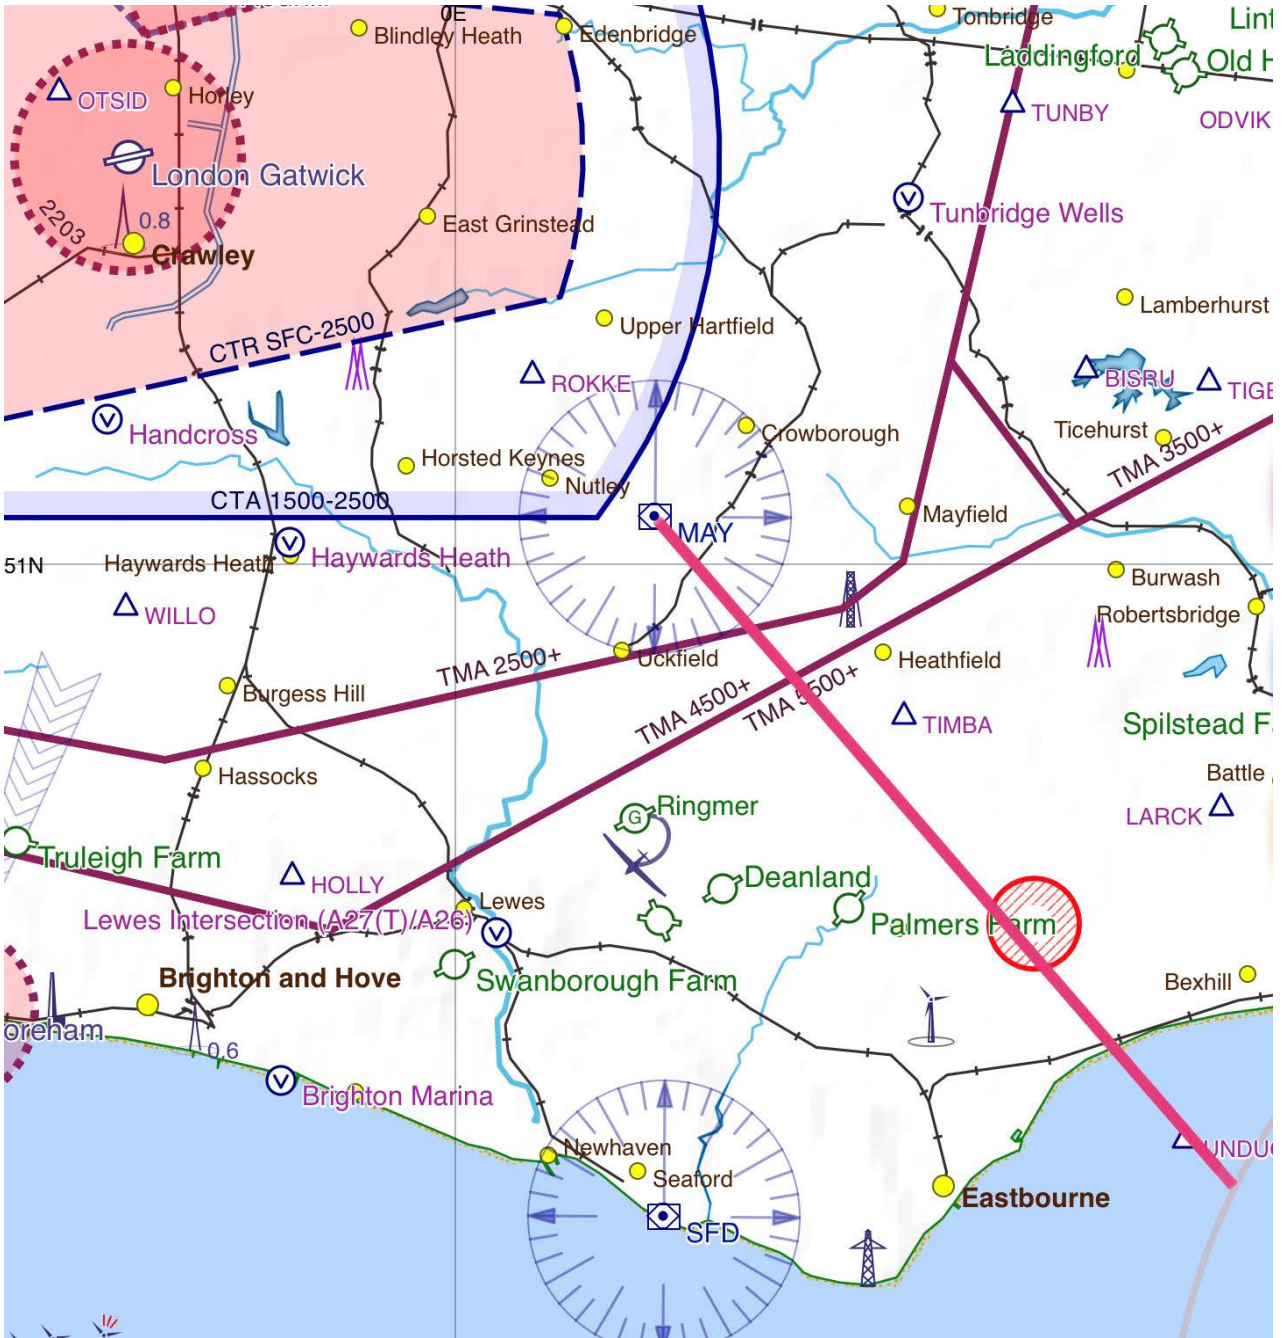 0E
Tonbridge
Blindley Heath
Edenbridge
Laddingford
Old H
Lint
OTSID
Horley
TUNBY
ODVIK
London Gatwick
2203
0.8
East Grinstead
Tunbridge Wells
Crawley
Lamberhurst
CTR SFC-2500
Upper Hartfield
ROKKE
BISRU
TIGE
Handcross
Crowborough
Ticehurst
TMA 3500+
Horsted Keynes
Nutley
CTA 1500-2500
MAY
Mayfield
51N
Haywards Heath
Haywards Heath
Burwash
WILLO
Robertsbridge
Uckfield
Heathfield
TMA 2500+
Burgess Hill
TMA 4500+
TMA 5500+
TIMBA
Spilstead Fa
Hassocks
Battle
G
Ringmer
LARCK
Truleigh Farm
HOLLY
Deanland
Lewes
Lewes Intersection (A27(T)/A26)
Palmers Farm
Brighton and Hove
Swanborough Farm
Bexhill
oreham
0.6
Brighton Marina
Newhaven
UNDUG
Seaford
Eastbourne
SFD